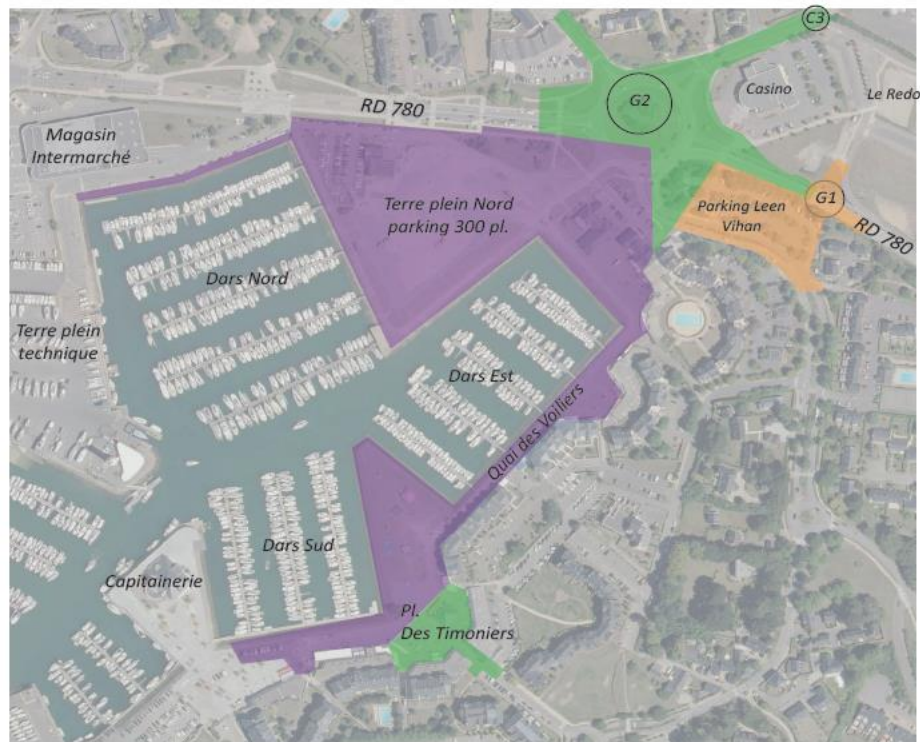 C3
G2
Casino
Le Redo
RD 780
Magasin
Intermarché
Terre plein Nord
parking 300 pl.
Parking Leen
Vihan
G1
RD 780
Dars Nord
Terre plein
technique
Dars Est
Quai des Voiliers
Dars Sud
Capitainerie
Pl.
Des Timoniers